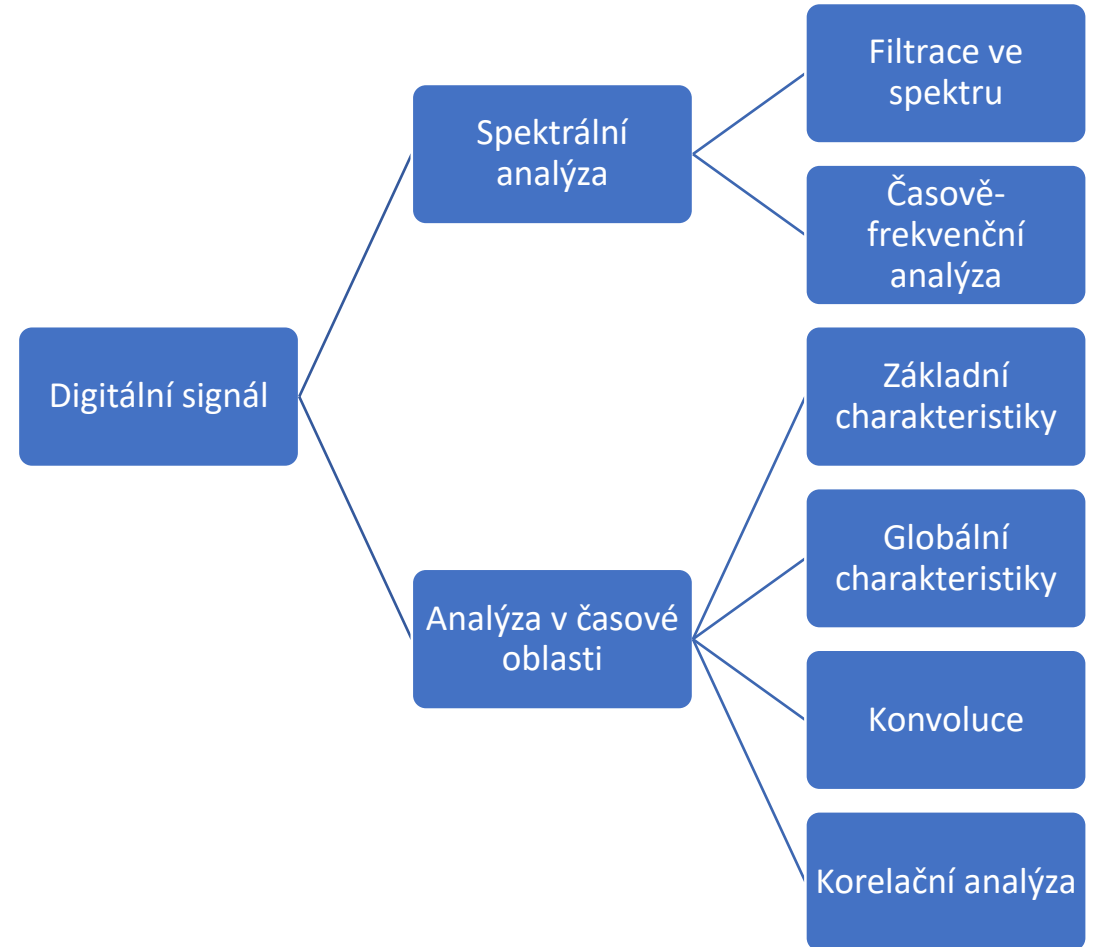 Digitální signál
Spektrální
analýza
Filtrace ve
spektru
Časově-
frekvenční
analýza
Analýza v časové
oblasti
Základní
charakteristiky
Globální
charakteristiky
Konvoluce
Korelační analýza